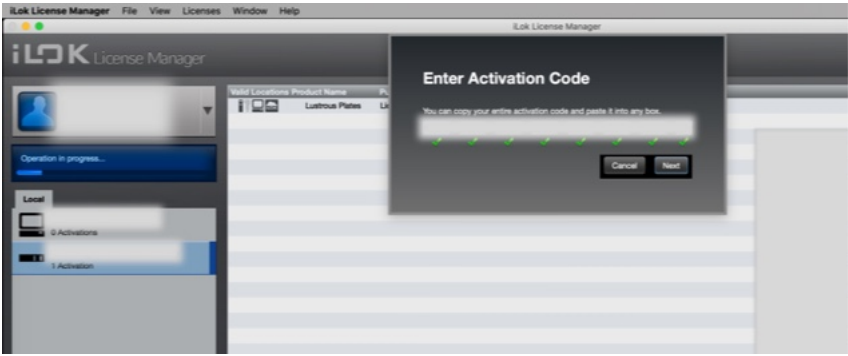 iLok License Manager File View Licenses Window Help
iLok License Manager
iLOK License Manager
Enter Activation Code
You can copy your entire activation code and paste it into any box.
Cancel Next
Valid Locations Product Name
Lustrous Plates
Operation in progress...
Local
0 Activations
1 Activation